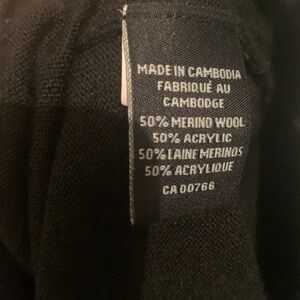 MADE IN CAMBODIA
FABRIQUÉ AU
CAMBODGE
50% MERINO WOOL
50% ACRYLIC
50% LAINE MERINOS
50% ACRYLIQUE
CA 00766